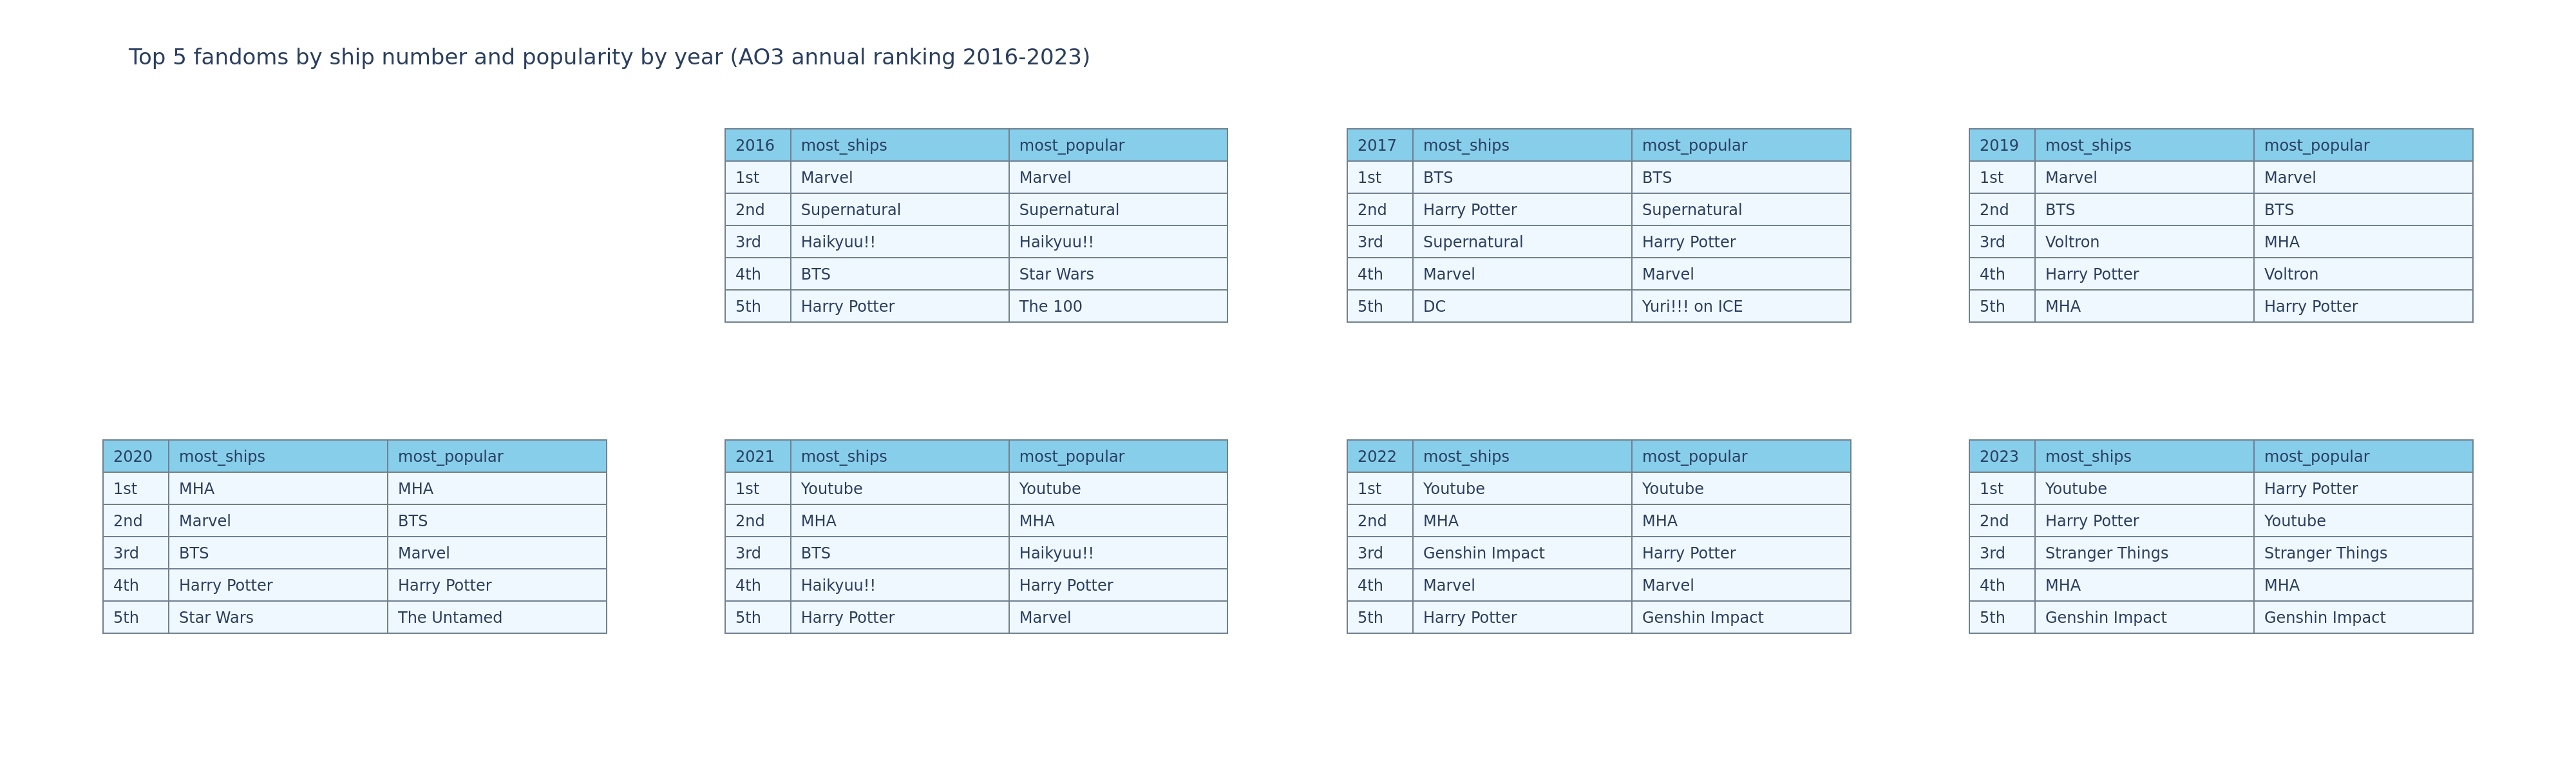 Top 5 fandoms by ship number and popularity by year (AO3 annual ranking 2016-2023)
2016 most_ships most_popular
1st Marvel Marvel
2nd Supernatural Supernatural
3rd Haikyuu!! Haikyuu!!
4th BTS Star Wars
5th Harry Potter The 100
2017 most_ships most_popular
1st BTS BTS
2nd Harry Potter Supernatural
3rd Supernatural Harry Potter
4th Marvel Marvel
5th DC Yuri!!! on ICE
2019 most_ships most_popular
1st Marvel Marvel
2nd BTS BTS
3rd Voltron MHA
4th Harry Potter Voltron
5th MHA Harry Potter
2020 most_ships most_popular
1st MHA MHA
2nd Marvel BTS
3rd BTS Marvel
4th Harry Potter Harry Potter
5th Star Wars The Untamed
2021 most_ships most_popular
1st Youtube Youtube
2nd MHA MHA
3rd BTS Haikyuu!!
4th Haikyuu!! Harry Potter
5th Harry Potter Marvel
2022 most_ships most_popular
1st Youtube Youtube
2nd MHA MHA
3rd Genshin Impact Harry Potter
4th Marvel Marvel
5th Harry Potter Genshin Impact
2023 most_ships most_popular
1st Youtube Harry Potter
2nd Harry Potter Youtube
3rd Stranger Things Stranger Things
4th MHA MHA
5th Genshin Impact Genshin Impact